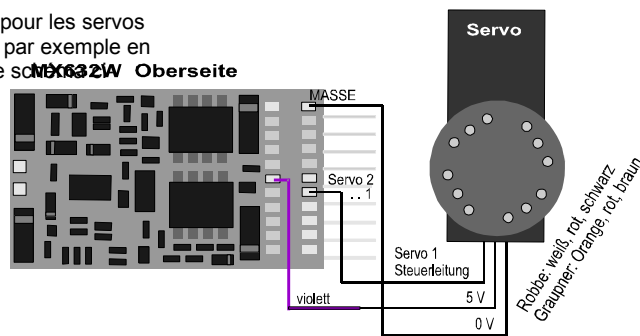 pour les servos
par exemple en
MX632W Oberseite
MASSE
Servo
Servo 2
. . 1
Servo 1
Steuerleitung
violett
5 V
0 V
Robbe: weiß, rot, schwarz
Graupner: Orange, rot, braun